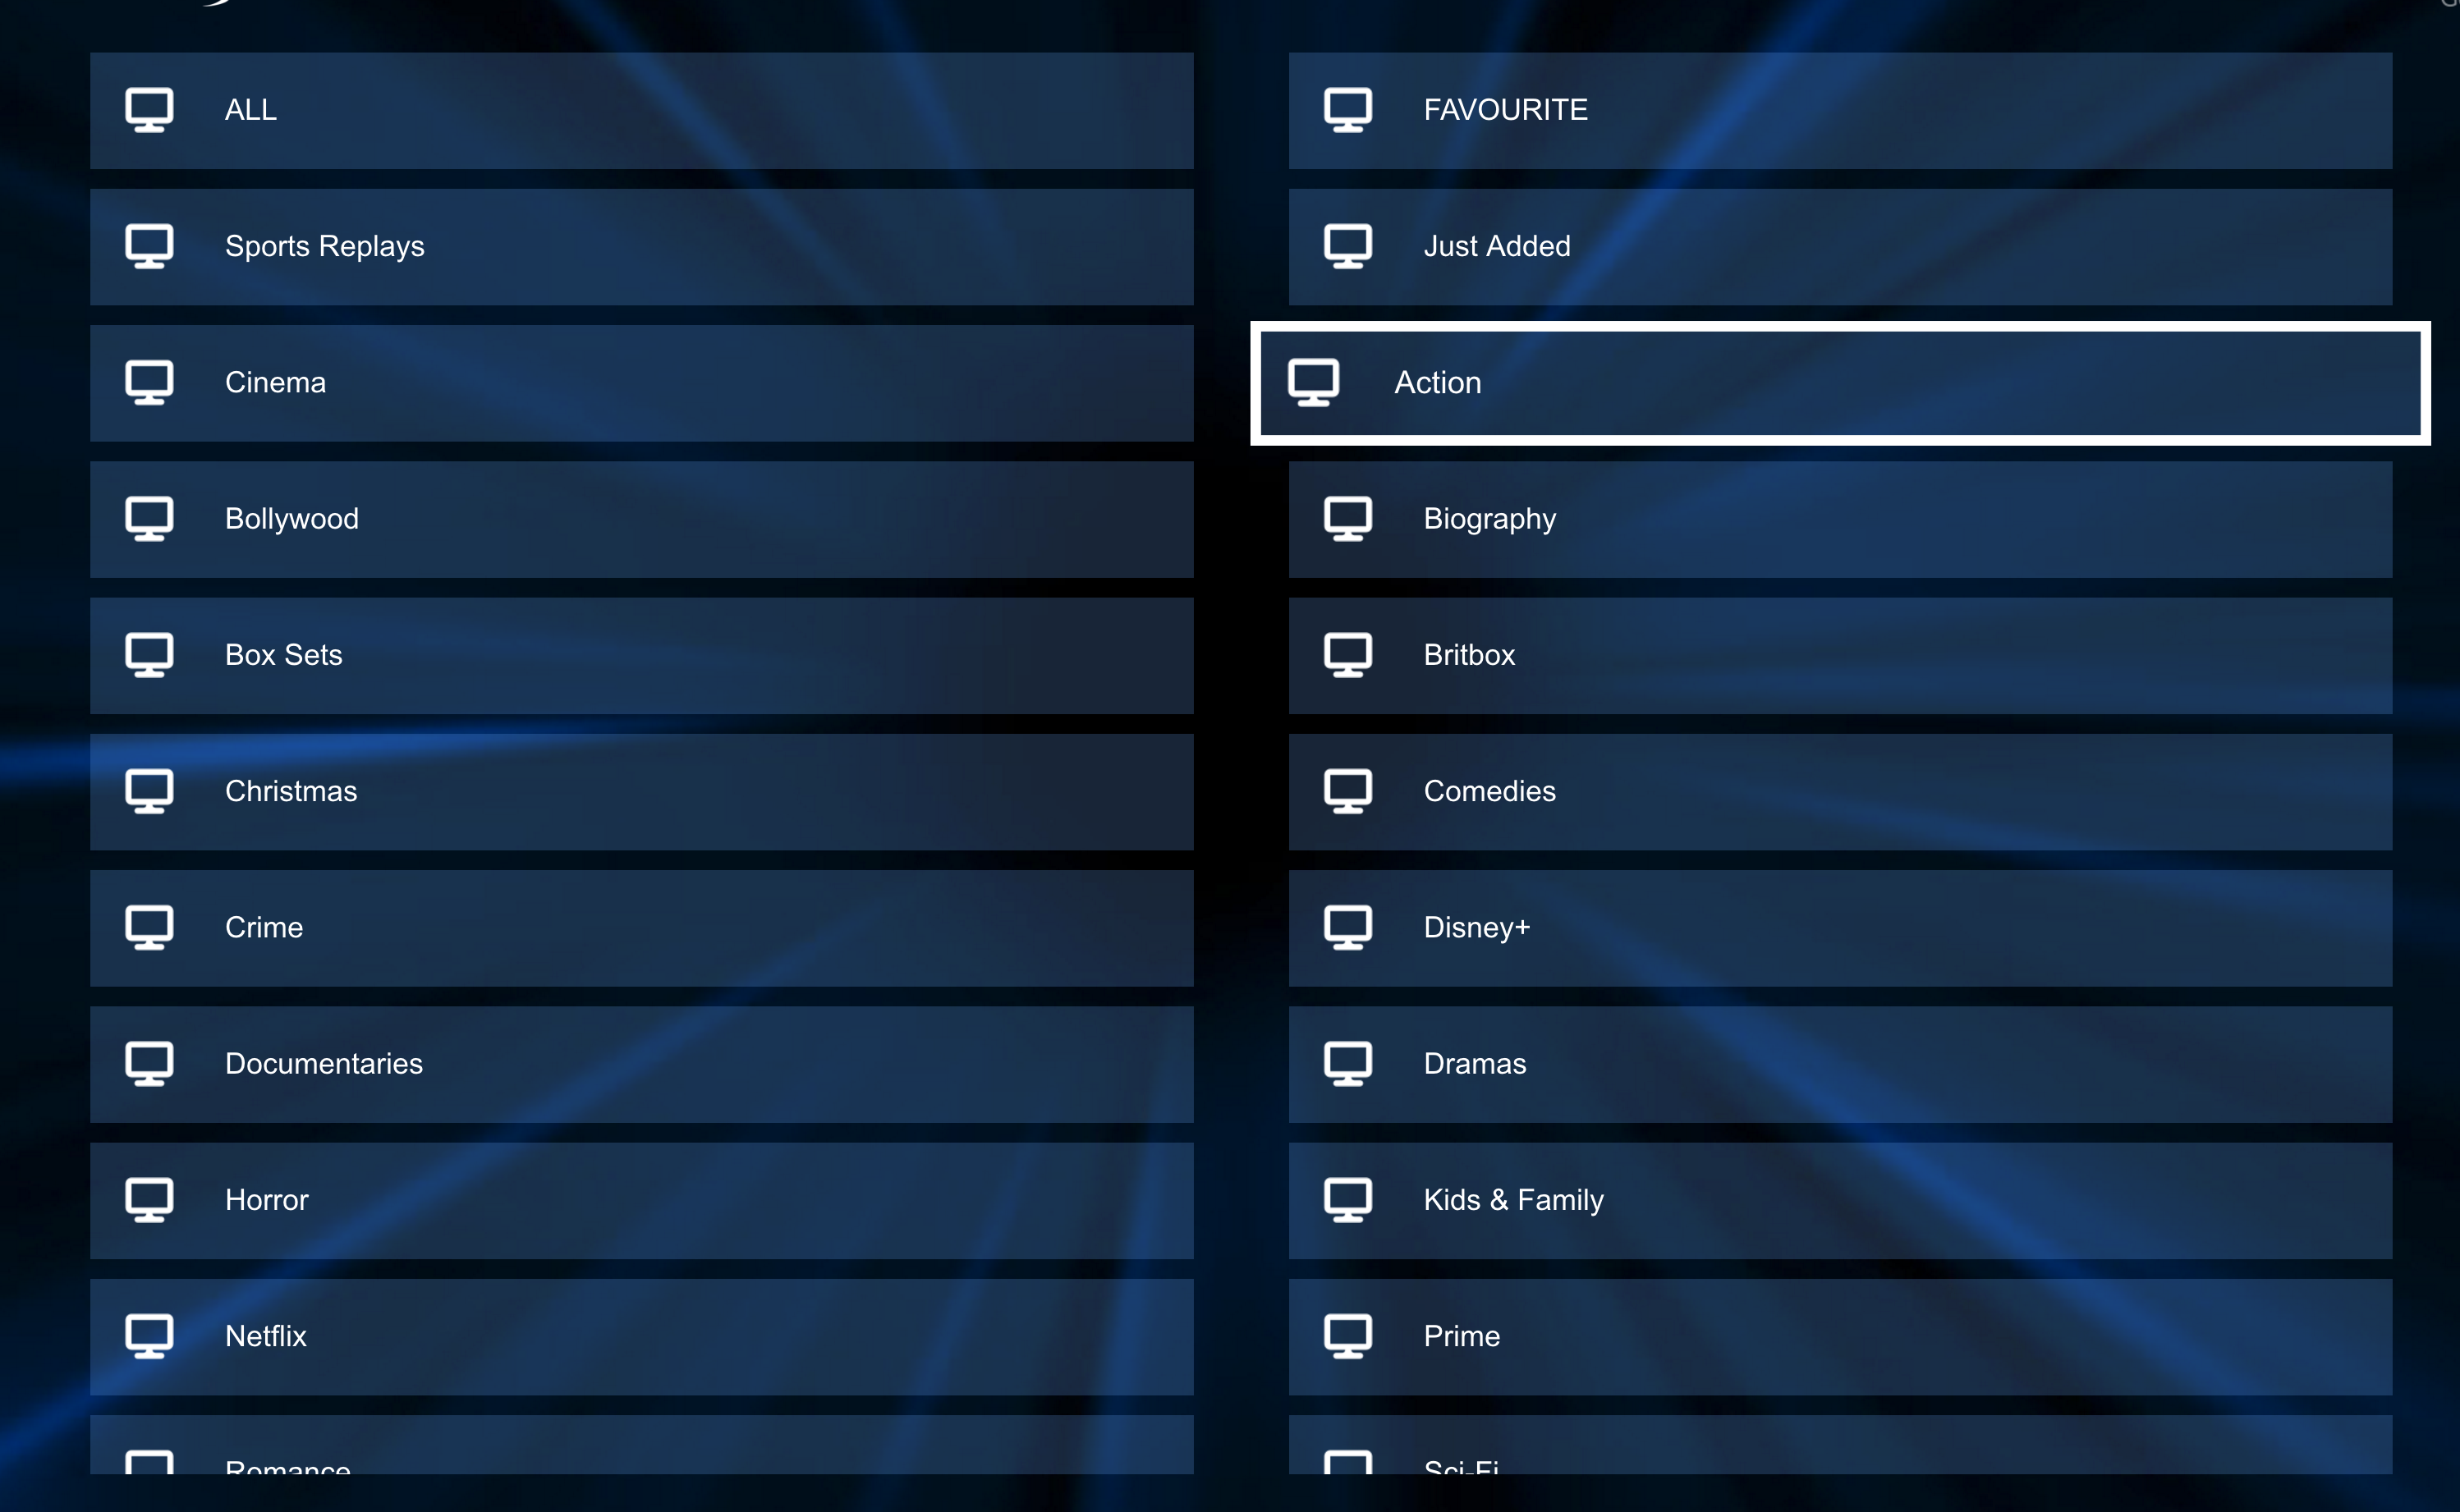 ALL
FAVOURITE
Sports Replays
Just Added
Cinema
Action
Bollywood
Biography
Box Sets
Britbox
Christmas
Comedies
Crime
Disney+
Documentaries
Dramas
Horror
Kids & Family
Netflix
Prime
Romance
Sci-Fi